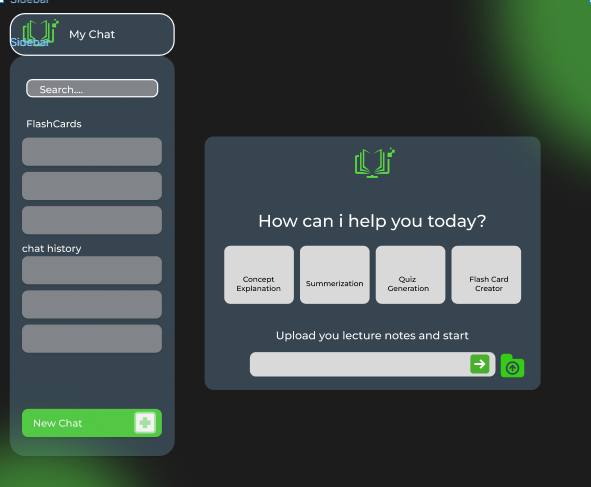 Sidebar
My Chat
Sidebar
Search....
FlashCards
chat history
New Chat
How can i help you today?
Concept
Explanation
Summerization
Quiz
Generation
Flash Card
Creator
Upload you lecture notes and start